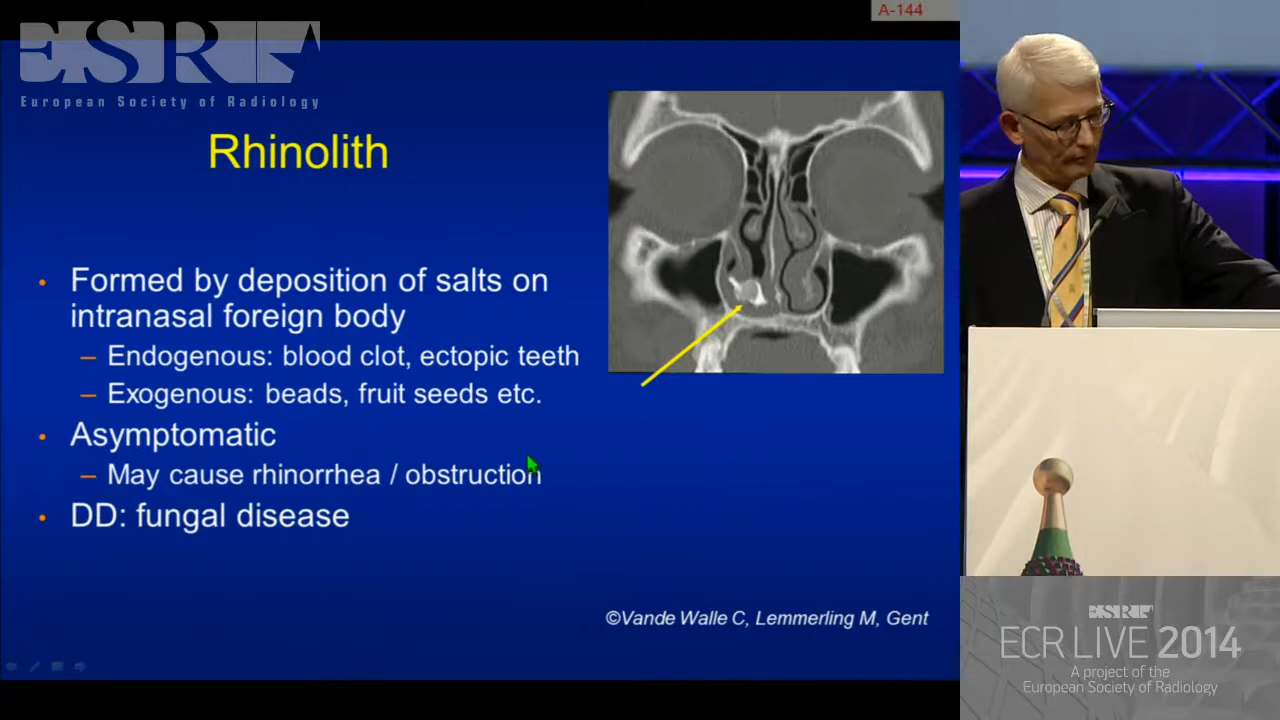 A-144
ESR
European Society of Radiology
Rhinolith
• Formed by deposition of salts on
intranasal foreign body
– Endogenous: blood clot, ectopic teeth
– Exogenous: beads, fruit seeds etc.
• Asymptomatic
– May cause rhinorrhea / obstruction
• DD: fungal disease
©Vande Walle C, Lemmerling M, Gent
ESR
ECR LIVE 2014
A project of the
European Society of Radiology